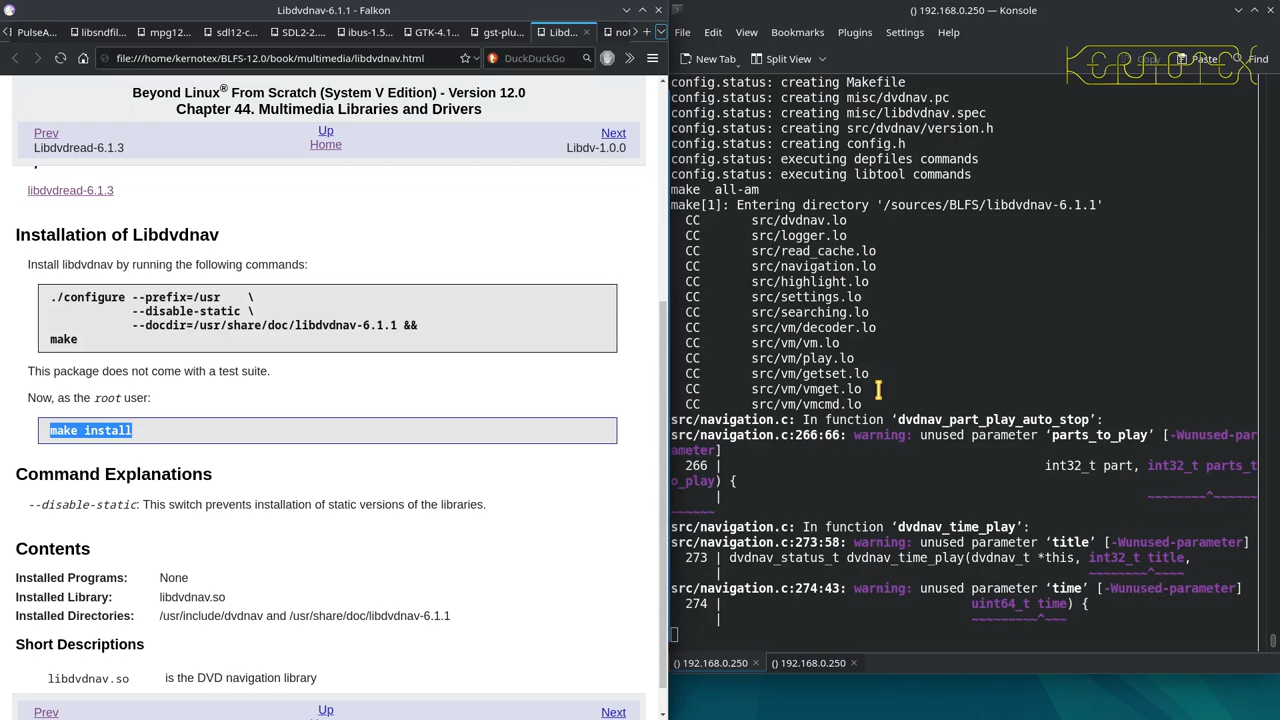 Libdvdnav-6.1.1 - Falkon
PulseA...
libsndfil...
mpg12...
sdl12-c...
SDL2-2....
ibus-1.5...
GTK-4.1...
gst-plu...
Libd...
file:///home/kernotex/BLFS-12.0/book/multimedia/libdvdnav.html
DuckDuckGo
Beyond Linux® From Scratch (System V Edition) - Version 12.0
Chapter 44. Multimedia Libraries and Drivers
Prev Up Next
Libdvdread-6.1.3 Home Libdv-1.0.0
libdvdread-6.1.3
Installation of Libdvdnav
Install libdvdnav by running the following commands:
./configure --prefix=/usr \
--disable-static \
--docdir=/usr/share/doc/libdvdnav-6.1.1 &&
make
This package does not come with a test suite.
Now, as the root user:
make install
Command Explanations
--disable-static: This switch prevents installation of static versions of the libraries.
Contents
Installed Programs: None
Installed Library: libdvdnav.so
Installed Directories: /usr/include/dvdnav and /usr/share/doc/libdvdnav-6.1.1
Short Descriptions
libdvdnav.so is the DVD navigation library
Prev Up Next
() 192.168.0.250 — Konsole
File Edit View Bookmarks Plugins Settings Help
New Tab Split View Copy Paste Find
Kernotex
config.status: creating Makefile
config.status: creating misc/dvdnav.pc
config.status: creating misc/libdvdnav.spec
config.status: creating src/dvdnav/version.h
config.status: creating config.h
config.status: executing depfiles commands
config.status: executing libtool commands
make  all-am
make[1]: Entering directory '/sources/BLFS/libdvdnav-6.1.1'
CC src/dvdnav.lo
CC src/logger.lo
CC src/read_cache.lo
CC src/navigation.lo
CC src/highlight.lo
CC src/settings.lo
CC src/searching.lo
CC src/vm/decoder.lo
CC src/vm/vm.lo
CC src/vm/play.lo
CC src/vm/getset.lo
CC src/vm/vmget.lo
CC src/vm/vmcmd.lo
src/navigation.c: In function ‘dvdnav_part_play_auto_stop’:
src/navigation.c:266:66: warning: unused parameter ‘parts_to_play’ [-Wunused-par
ameter]
266 | int32_t part, int32_t parts_t
o_play) {
| ~~~~~~~~^~~~~~
~~~~~~
src/navigation.c: In function ‘dvdnav_time_play’:
src/navigation.c:273:58: warning: unused parameter ‘title’ [-Wunused-parameter]
273 | dvdnav_status_t dvdnav_time_play(dvdnav_t *this, int32_t title,
| ~~~~~~~~^~~~~
src/navigation.c:274:43: warning: unused parameter ‘time’ [-Wunused-parameter]
274 | uint64_t time) {
| ~~~~~~~~~^~~~
() 192.168.0.250
() 192.168.0.250